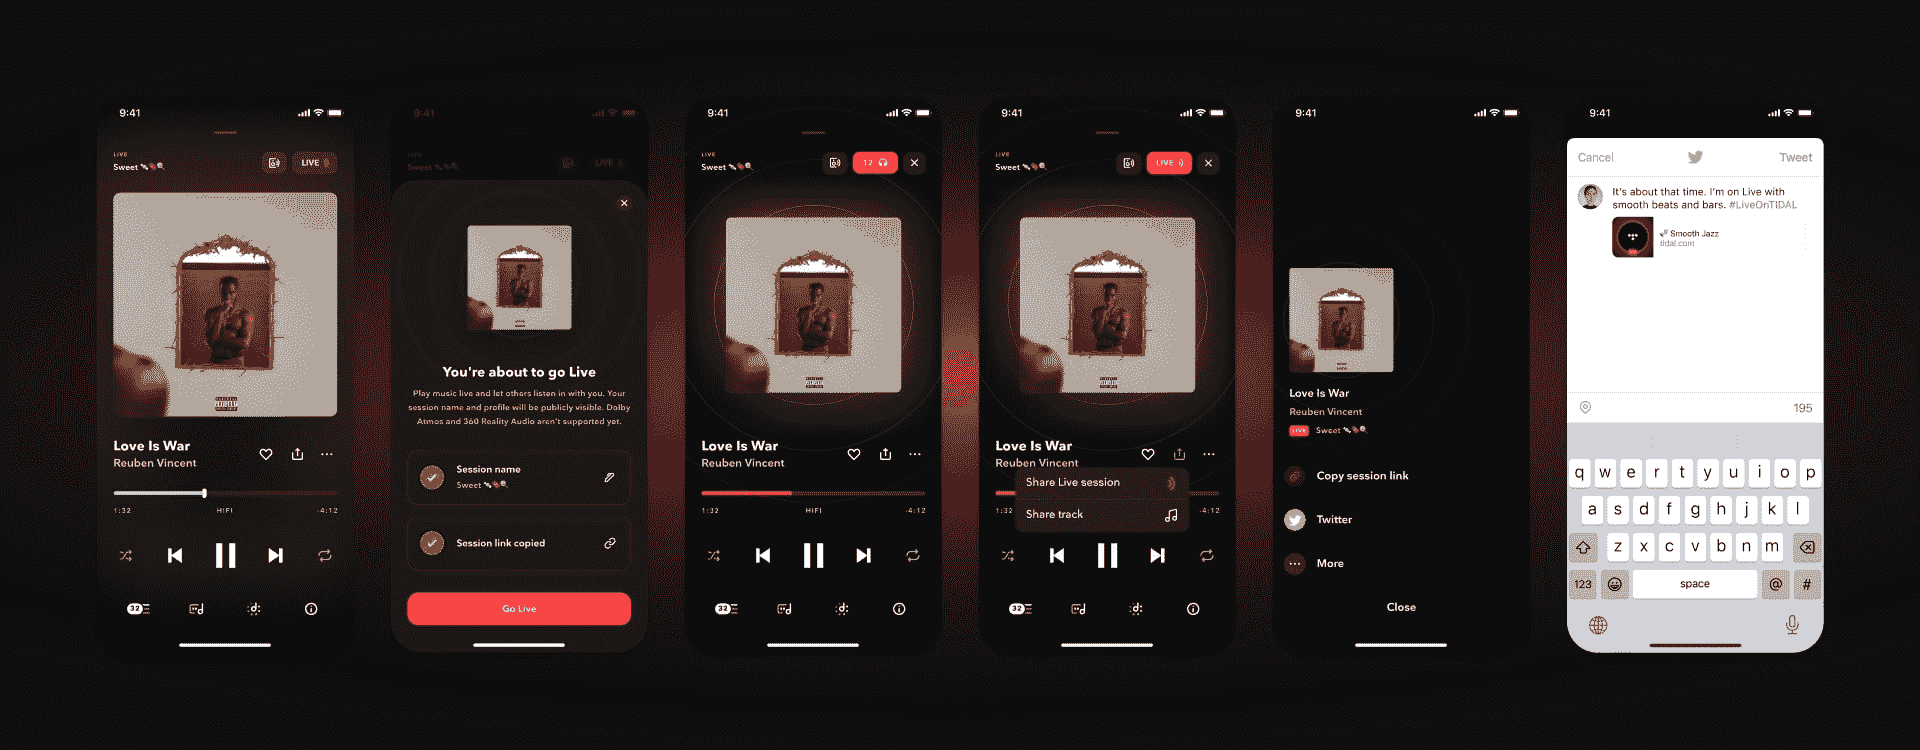 9:41
LIVE
Sweet
LIVE
Love Is War
Reuben Vincent
1:32
HIFI
-4:12
32
9:41
LIVE
Sweet
LIVE
You're about to go Live
Play music live and let others listen in with you. Your
session name and profile will be publicly visible. Dolby
Atmos and 360 Reality Audio aren't supported yet.
Session name
Sweet
Session link copied
Go Live
9:41
LIVE
Sweet
12
Love Is War
Reuben Vincent
1:32
HIFI
-4:12
32
9:41
LIVE
Sweet
LIVE
Love Is War
Reuben Vincent
Share Live session
Share track
1:32
-4:12
32
9:41
Love Is War
Reuben Vincent
LIVE Sweet
Copy session link
Twitter
More
Close
9:41
Cancel
Tweet
It's about that time. I'm on Live with
smooth beats and bars. #LiveOnTIDAL
Smooth Jazz
tidal.com
195
q w e r t y u i o p
a s d f g h j k l
z x c v b n m
123 space @ #